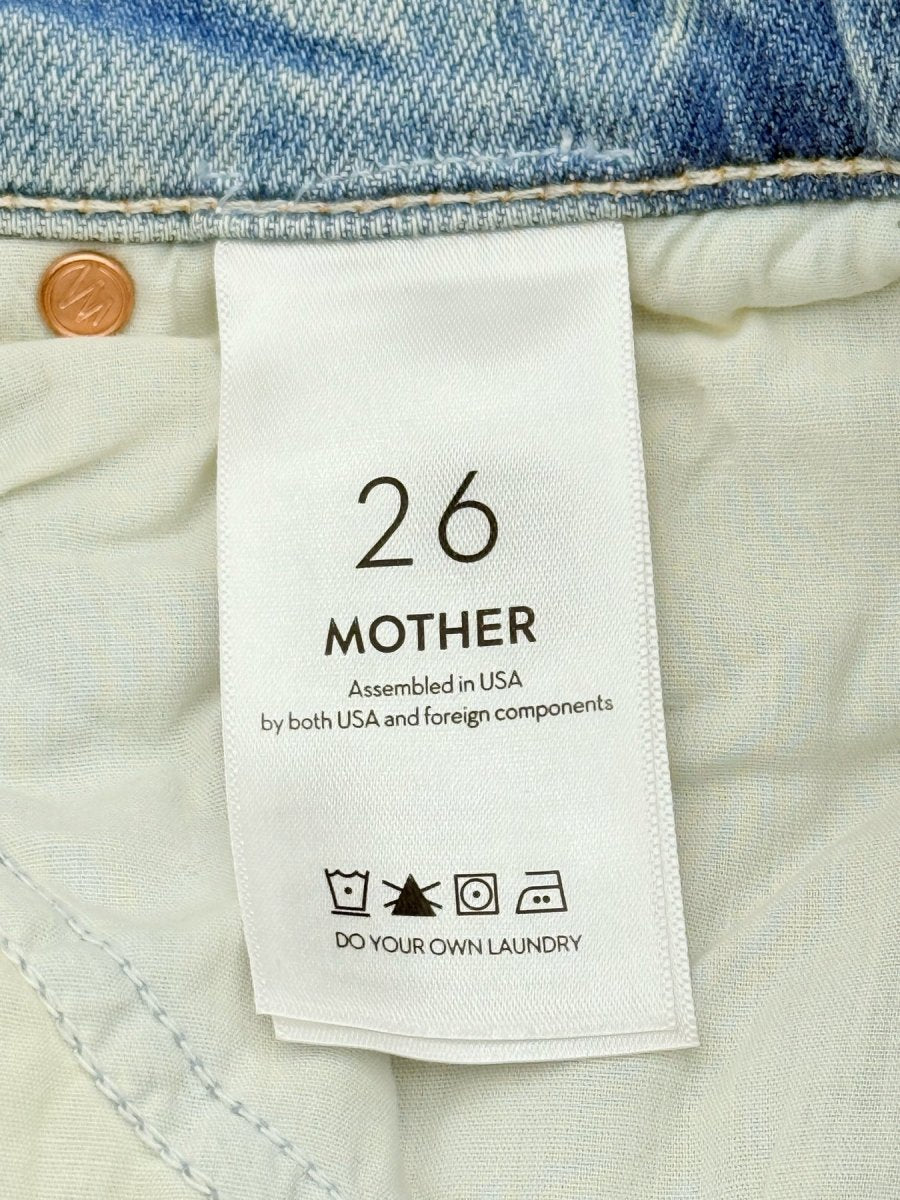 26
MOTHER
Assembled in USA
by both USA and foreign components
DO YOUR OWN LAUNDRY